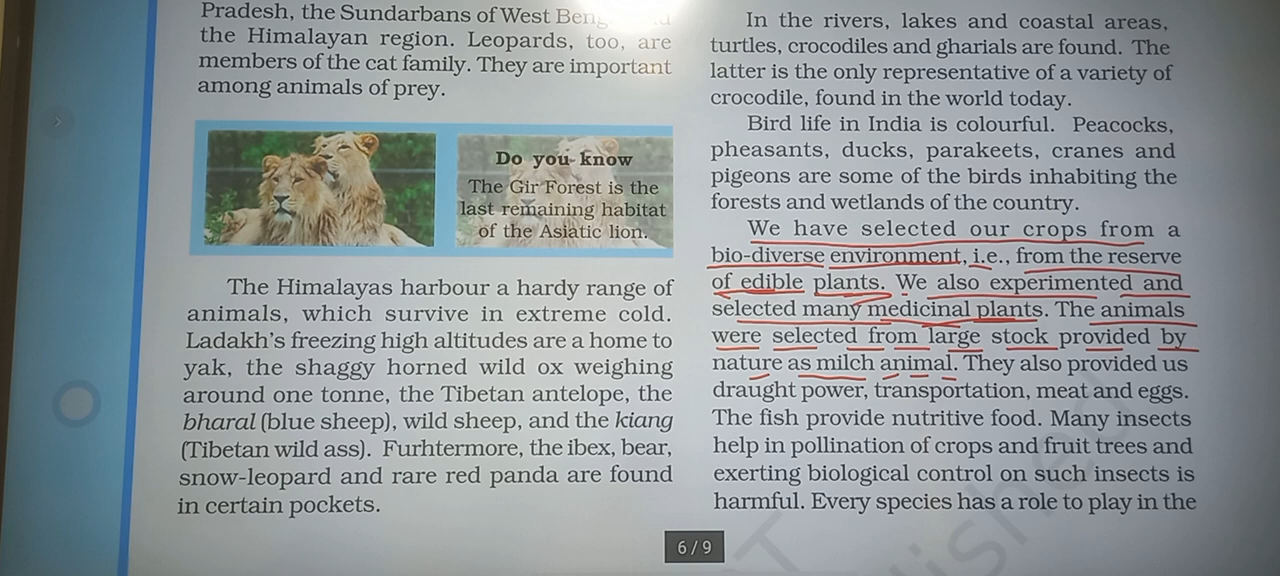 Pradesh, the Sundarbans of West
the Himalayan region. Leopards, too, are
members of the cat family. They are important
among animals of prey.
Do you know
The Gir Forest is the
last remaining habitat
of the Asiatic lion.
The Himalayas harbour a hardy range of
animals, which survive in extreme cold.
Ladakh's freezing high altitudes are a home to
yak, the shaggy horned wild ox weighing
around one tonne, the Tibetan antelope, the
bharal (blue sheep), wild sheep, and the kiang
(Tibetan wild ass). Furhtermore, the ibex, bear,
snow-leopard and rare red panda are found
in certain pockets.
In the rivers, lakes and coastal areas,
turtles, crocodiles and gharials are found. The
latter is the only representative of a variety of
crocodile, found in the world today.
Bird life in India is colourful. Peacocks,
pheasants, ducks, parakeets, cranes and
pigeons are some of the birds inhabiting the
forests and wetlands of the country.
We have selected our crops from a
bio-diverse environment, i.e., from the reserve
of edible plants. We also experimented and
selected many medicinal plants. The animals
were selected from large stock provided by
nature as milch animal. They also provided us
draught power, transportation, meat and eggs.
The fish provide nutritive food. Many insects
help in pollination of crops and fruit trees and
exerting biological control on such insects is
harmful. Every species has a role to play in the
6 / 9